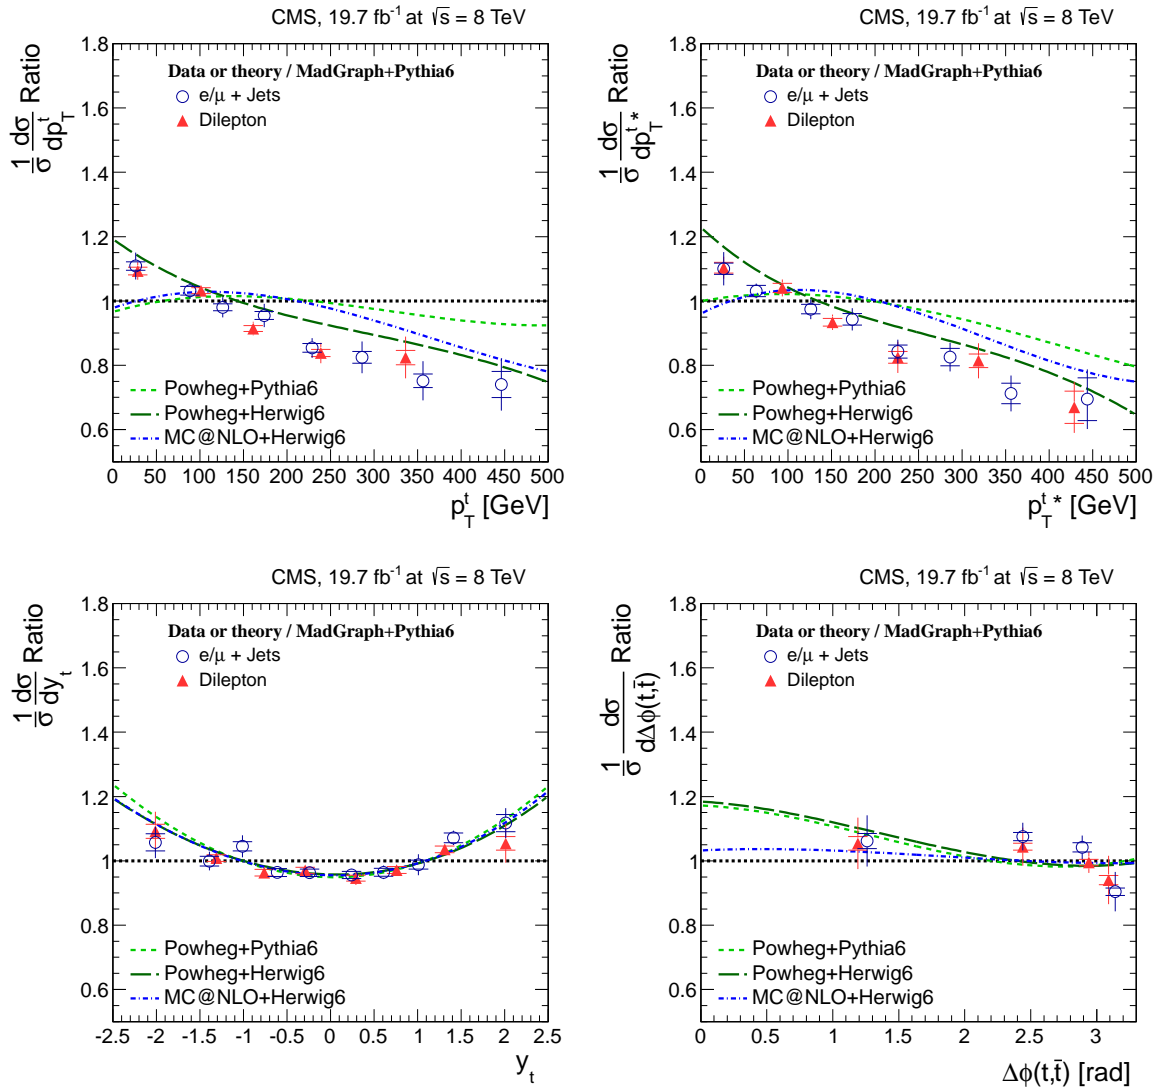 CMS, 19.7 fb⁻¹ at √s = 8 TeV
1/σ dσ/dp_T^t Ratio
Data or theory / MadGraph+Pythia6
e/μ + Jets
Dilepton
Powheg+Pythia6
Powheg+Herwig6
MC@NLO+Herwig6
1.8
1.6
1.4
1.2
1
0.8
0.6
0 50 100 150 200 250 300 350 400 450 500
p_T^t [GeV]
CMS, 19.7 fb⁻¹ at √s = 8 TeV
1/σ dσ/dp_T^t* Ratio
Data or theory / MadGraph+Pythia6
e/μ + Jets
Dilepton
Powheg+Pythia6
Powheg+Herwig6
MC@NLO+Herwig6
1.8
1.6
1.4
1.2
1
0.8
0.6
0 50 100 150 200 250 300 350 400 450 500
p_T^t* [GeV]
CMS, 19.7 fb⁻¹ at √s = 8 TeV
1/σ dσ/dy_t Ratio
Data or theory / MadGraph+Pythia6
e/μ + Jets
Dilepton
Powheg+Pythia6
Powheg+Herwig6
MC@NLO+Herwig6
1.8
1.6
1.4
1.2
1
0.8
0.6
-2.5 -2 -1.5 -1 -0.5 0 0.5 1 1.5 2 2.5
y_t
CMS, 19.7 fb⁻¹ at √s = 8 TeV
1/σ dσ/dΔϕ(t,t̄) Ratio
Data or theory / MadGraph+Pythia6
e/μ + Jets
Dilepton
Powheg+Pythia6
Powheg+Herwig6
MC@NLO+Herwig6
1.8
1.6
1.4
1.2
1
0.8
0.6
0 0.5 1 1.5 2 2.5 3
Δϕ(t,t̄) [rad]